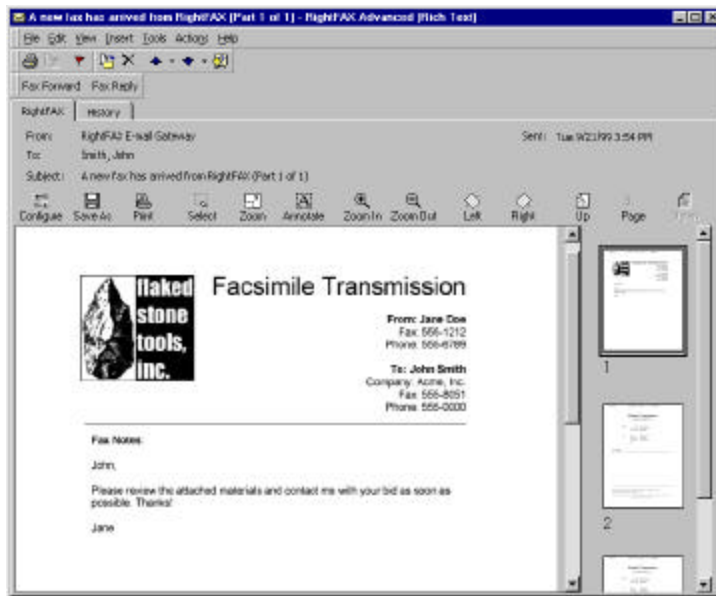 A new fax has arrived from RightFAX (Part 1 of 1) - RightFAX Advanced (Rich Text)
File Edit View Insert Tools Actions Help
Fax Forward Fax Reply
RightFAX History
From: RightFAX E-mail Gateway Sent: Tue 9/21/99 3:54 PM
To: Smith, John
Subject: A new fax has arrived from RightFAX (Part 1 of 1)
Configure Save As Print Select Zoom Annotate Zoom In Zoom Out Left Right Up Page
flaked
stone
tools,
inc.
Facsimile Transmission
From: Jane Doe
Fax: 555-1212
Phone: 555-6789
To: John Smith
Company: Acme, Inc.
Fax: 555-8051
Phone: 555-0000
Fax Notes:
John,
Please review the attached materials and contact me with your bid as soon as
possible. Thanks!
Jane
1
2